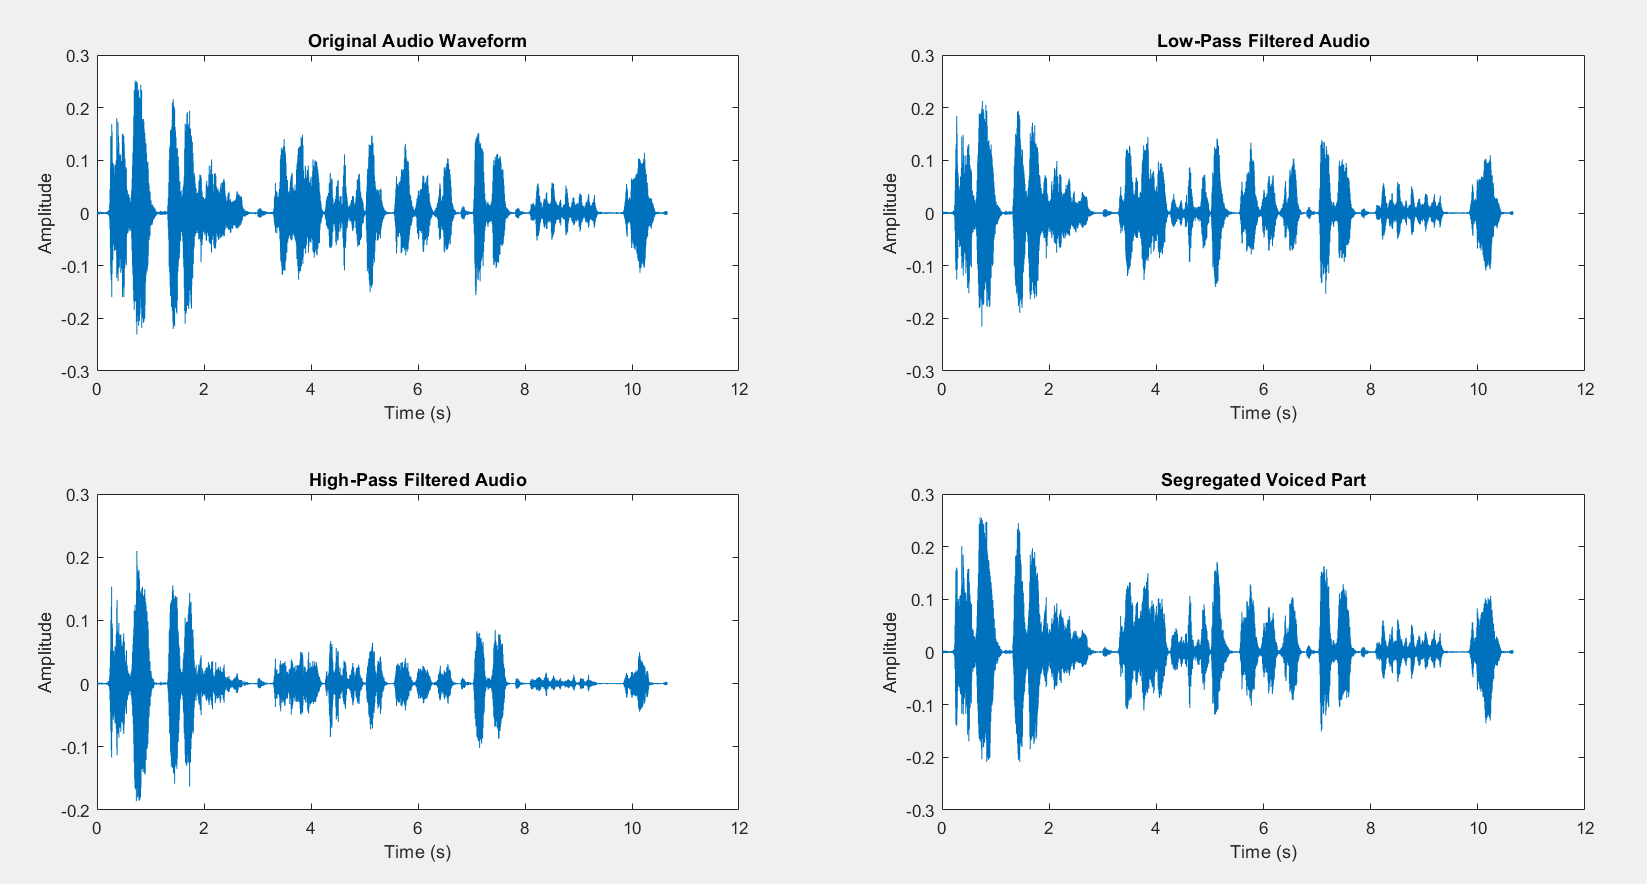 Original Audio Waveform
0.3
0.2
0.1
0
-0.1
-0.2
-0.3
Amplitude
0 2 4 6 8 10 12
Time (s)
Low-Pass Filtered Audio
0.3
0.2
0.1
0
-0.1
-0.2
-0.3
Amplitude
0 2 4 6 8 10 12
Time (s)
High-Pass Filtered Audio
0.3
0.2
0.1
0
-0.1
-0.2
Amplitude
0 2 4 6 8 10 12
Time (s)
Segregated Voiced Part
0.3
0.2
0.1
0
-0.1
-0.2
-0.3
Amplitude
0 2 4 6 8 10 12
Time (s)